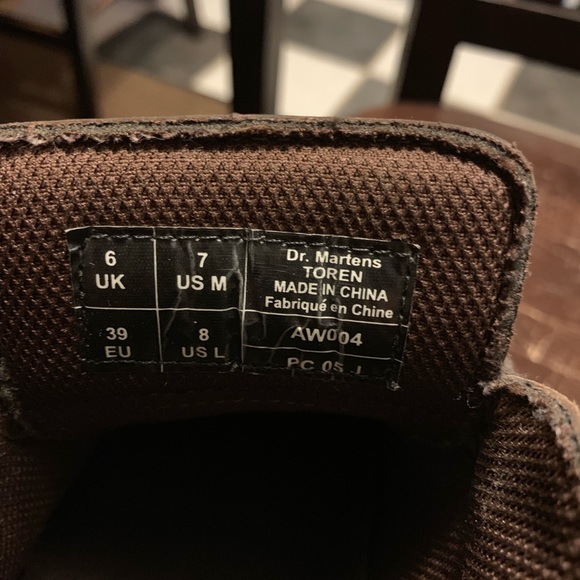 6 UK
7 US M
39 EU
8 US L
Dr. Martens
TOREN
MADE IN CHINA
Fabriqué en Chine
AW004
PC 05 J